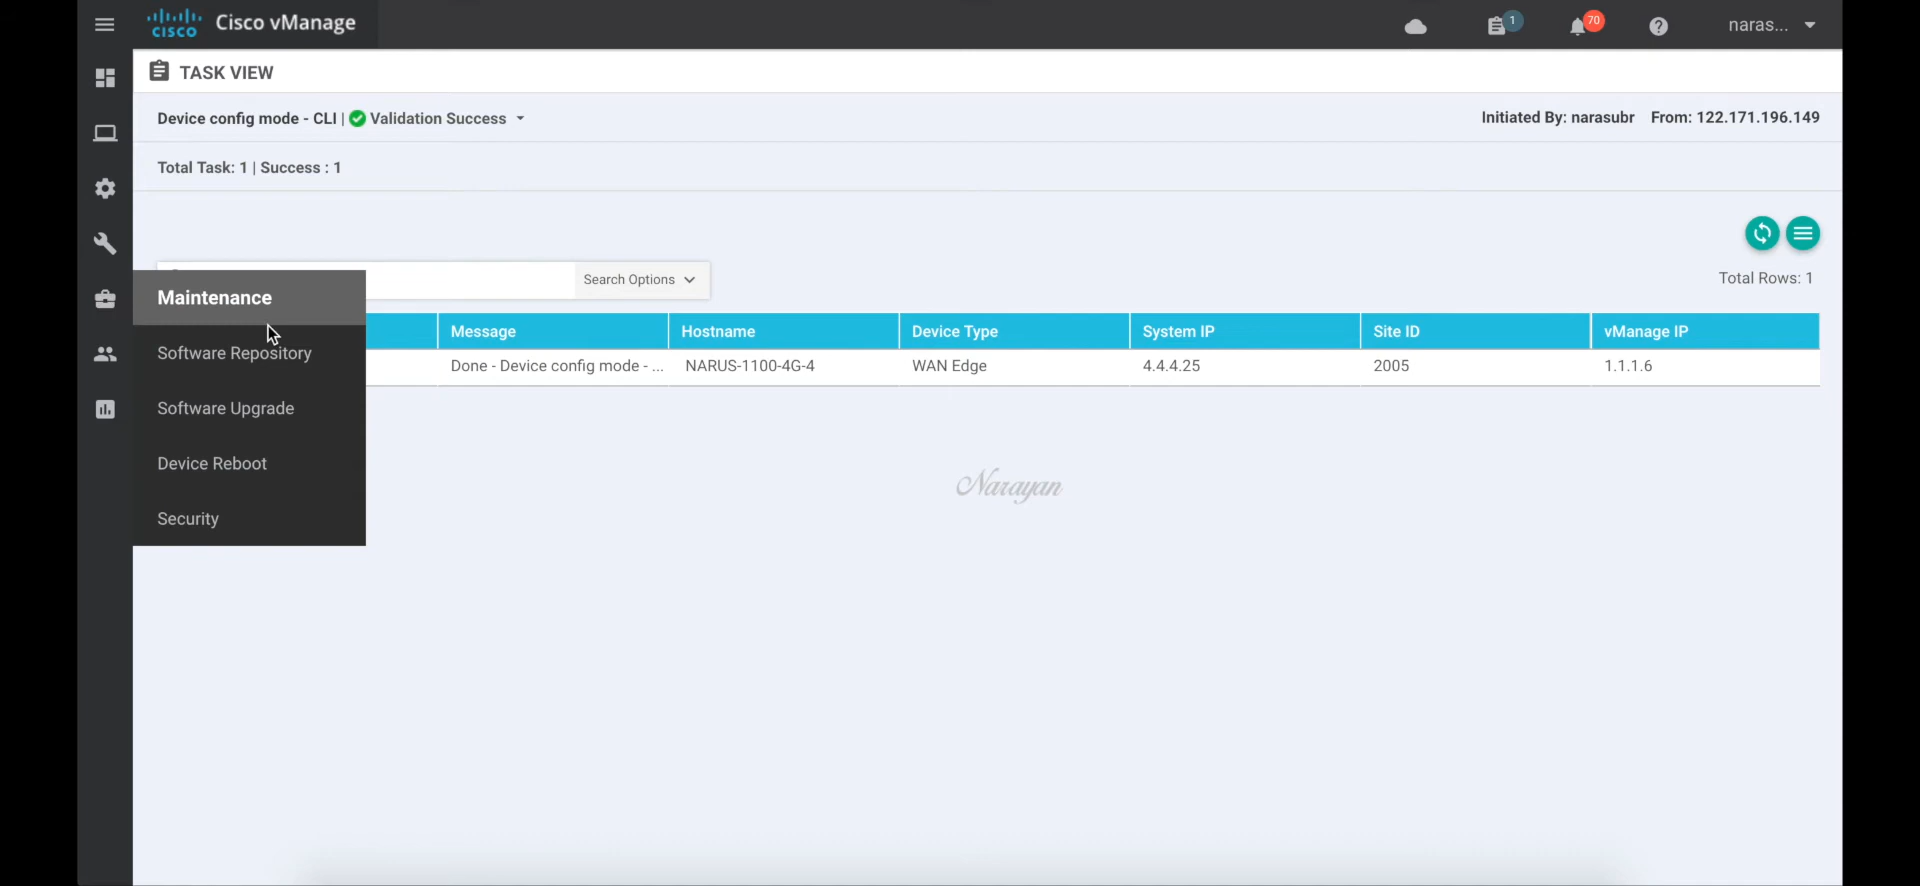 cisco Cisco vManage
1
70
naras...
TASK VIEW
Device config mode - CLI | Validation Success
Initiated By: narasubr From: 122.171.196.149
Total Task: 1 | Success : 1
Search Options
Total Rows: 1
Maintenance
Software Repository
Software Upgrade
Device Reboot
Security
Message Hostname Device Type System IP Site ID vManage IP
Done - Device config mode - ... NARUS-1100-4G-4 WAN Edge 4.4.4.25 2005 1.1.1.6
Narayan